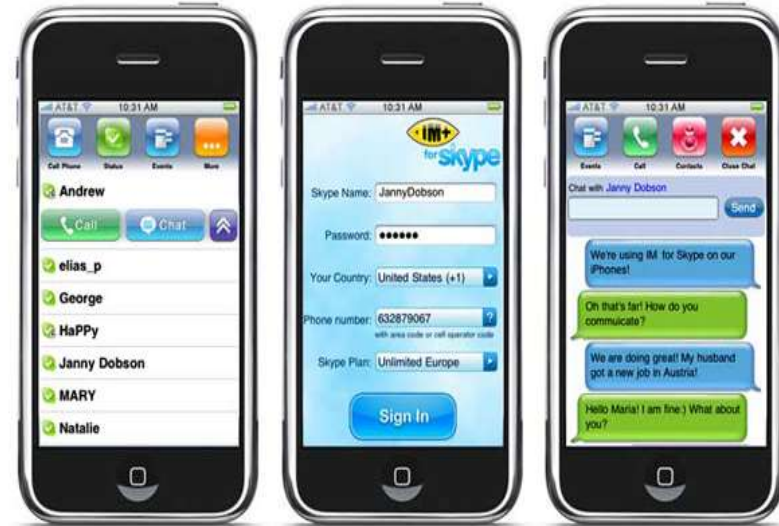 AT&T 10:31 AM
Call Phone Status Events More
Andrew
Call Chat
elias_p
George
HaPPy
Janny Dobson
MARY
Natalie
AT&T 10:31 AM
IM+
for skype
Skype Name: JannyDobson
Password: ●●●●●●
Your Country: United States (+1)
Phone number: 632879067 ?
with area code or cell operator code
Skype Plan: Unlimited Europe
Sign In
AT&T 10:31 AM
Events Call Contacts Close Chat
Chat with Janny Dobson
Send
We're using IM for Skype on our
iPhones!
Oh that's far! How do you
commuicate?
We are doing great! My husband
got a new job in Austria!
Hello Maria! I am fine:) What about
you?